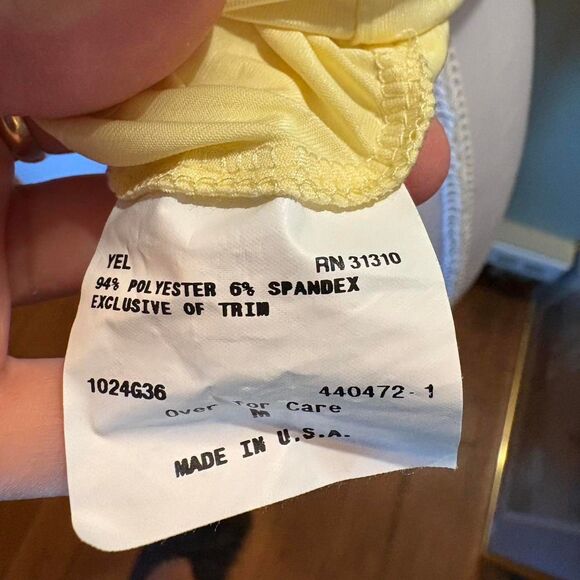 YEL RN 31310
94% POLYESTER 6% SPANDEX
EXCLUSIVE OF TRIM
1024G36 440472-1
Over for Care
M
MADE IN U.S.A.